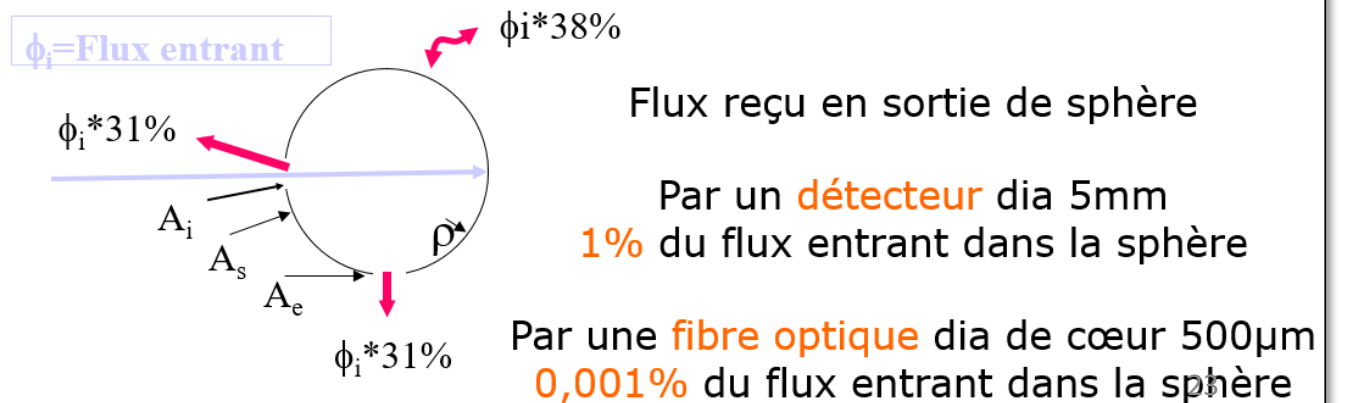 ϕi=Flux entrant
ϕi*38%
Flux reçu en sortie de sphère
ϕi*31%
Par un détecteur dia 5mm
Ai
1% du flux entrant dans la sphère
ρ
As
Ae
Par une fibre optique dia de cœur 500µm
ϕi*31%
0,001% du flux entrant dans la sphère
23